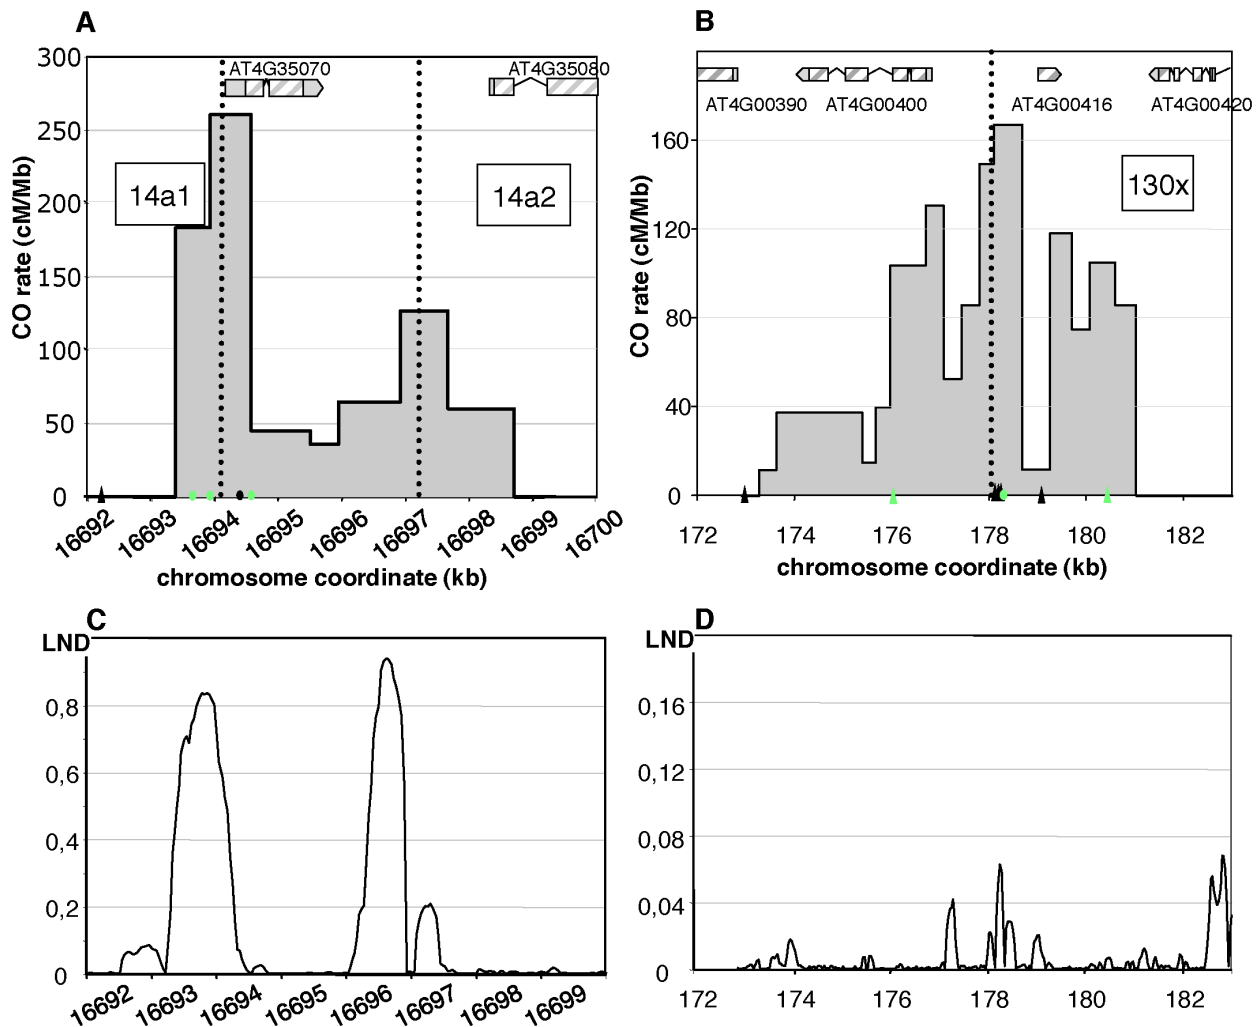 A
300
250
200
150
100
50
0
CO rate (cM/Mb)
AT4G35070
AT4G35080
14a1
14a2
16692
16693
16694
16695
16696
16697
16698
16699
16700
chromosome coordinate (kb)
B
160
120
80
40
0
CO rate (cM/Mb)
AT4G00390
AT4G00400
AT4G00416
AT4G00420
130x
172
174
176
178
180
182
chromosome coordinate (kb)
C
LND
0,8
0,6
0,4
0,2
0
16692
16693
16694
16695
16696
16697
16698
16699
D
LND
0,16
0,12
0,08
0,04
0
172
174
176
178
180
182